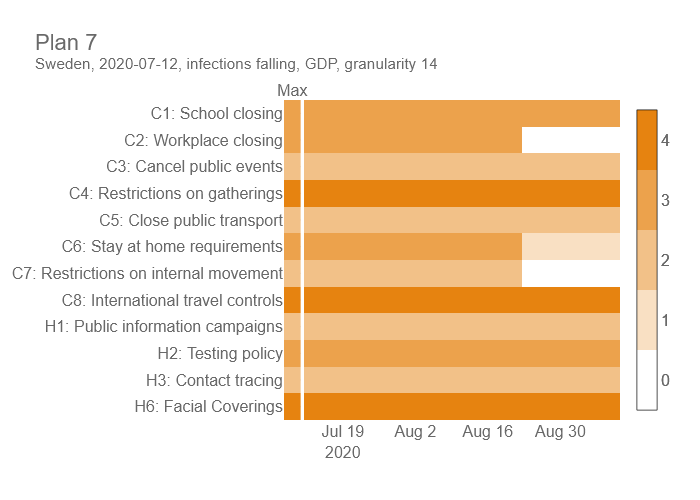 Plan 7
Sweden, 2020-07-12, infections falling, GDP, granularity 14
Max
C1: School closing
C2: Workplace closing
C3: Cancel public events
C4: Restrictions on gatherings
C5: Close public transport
C6: Stay at home requirements
C7: Restrictions on internal movement
C8: International travel controls
H1: Public information campaigns
H2: Testing policy
H3: Contact tracing
H6: Facial Coverings
Jul 19 Aug 2 Aug 16 Aug 30
2020
4
3
2
1
0